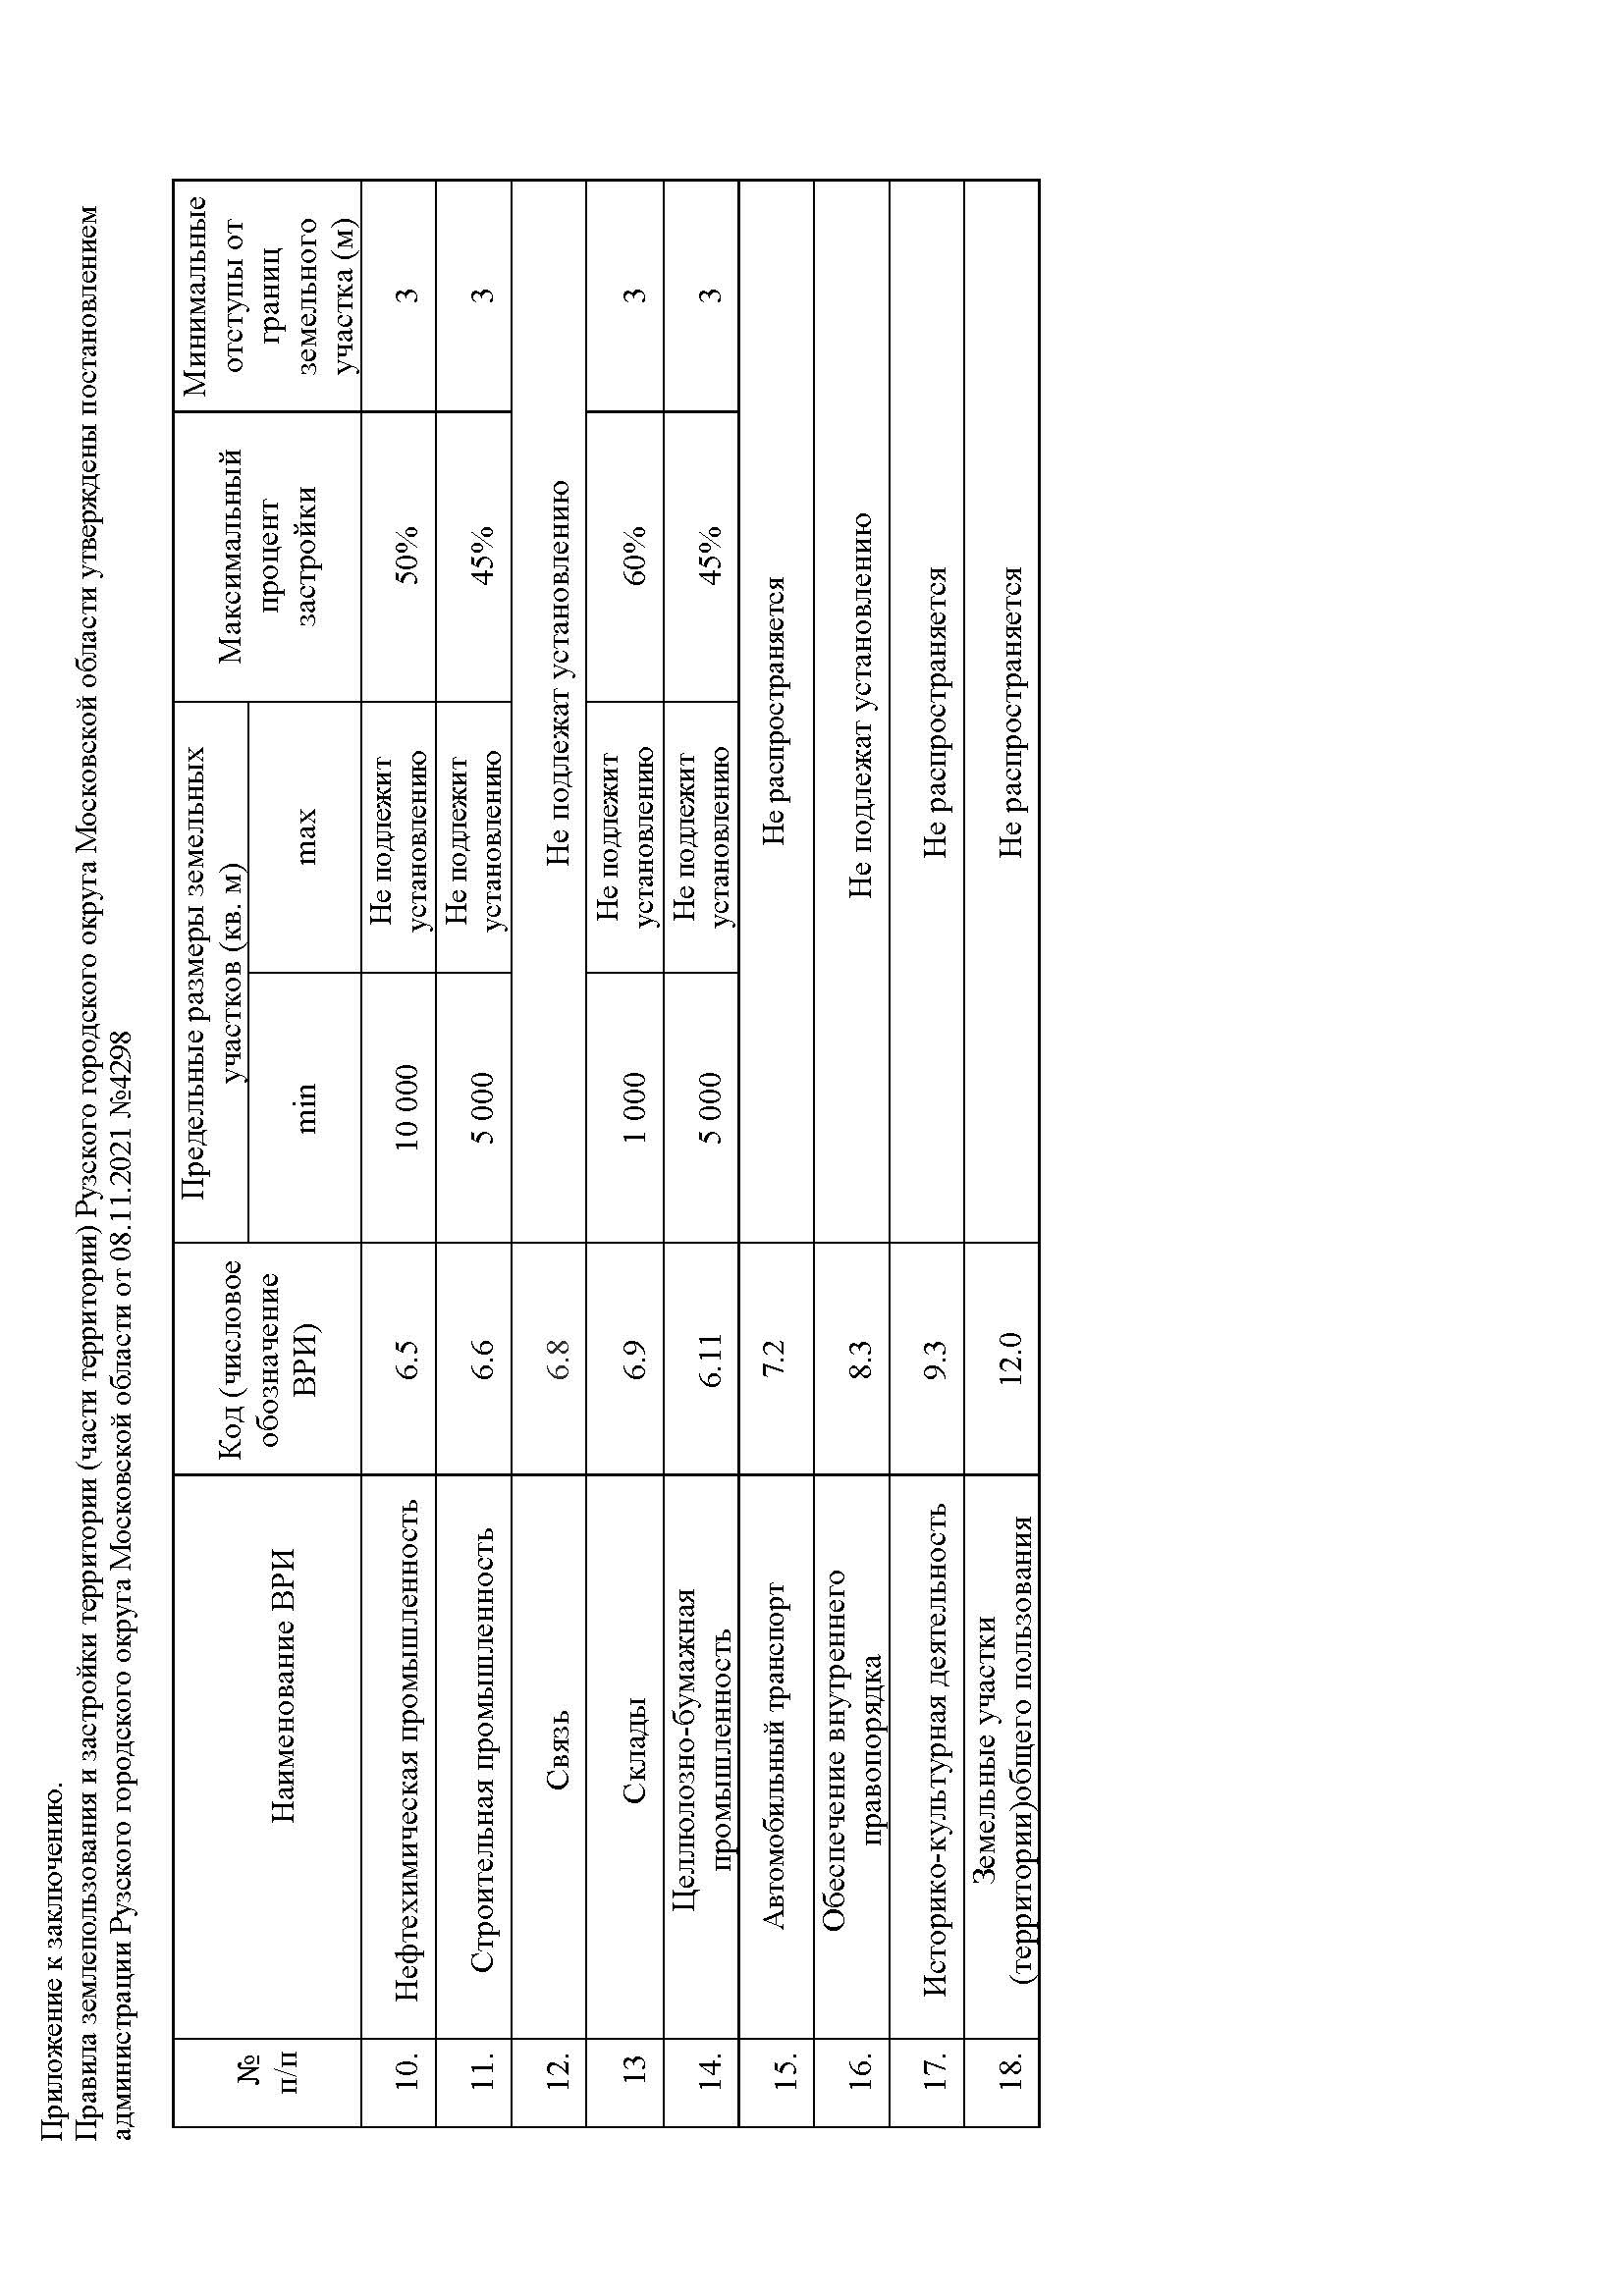 Приложение к заключению.
Правила землепользования и застройки территории (части территории) Рузского городского округа Московской области утверждены постановлением
администрации Рузского городского округа Московской области от 08.11.2021 №4298
№
п/п
Наименование ВРИ
Код (числовое
обозначение
ВРИ)
Предельные размеры земельных
участков (кв. м)
min
max
Максимальный
процент
застройки
Минимальные
отступы от
границ
земельного
участка (м)
10.
Нефтехимическая промышленность
6.5
10 000
Не подлежит
установлению
50%
3
11.
Строительная промышленность
6.6
5 000
Не подлежит
установлению
45%
3
12.
Связь
6.8
Не подлежат установлению
13
Склады
6.9
1 000
Не подлежит
установлению
60%
3
14.
Целлюлозно-бумажная
промышленность
6.11
5 000
Не подлежит
установлению
45%
3
15.
Автомобильный транспорт
7.2
Не распространяется
16.
Обеспечение внутреннего
правопорядка
8.3
Не подлежат установлению
17.
Историко-культурная деятельность
9.3
Не распространяется
18.
Земельные участки
(территории)общего пользования
12.0
Не распространяется